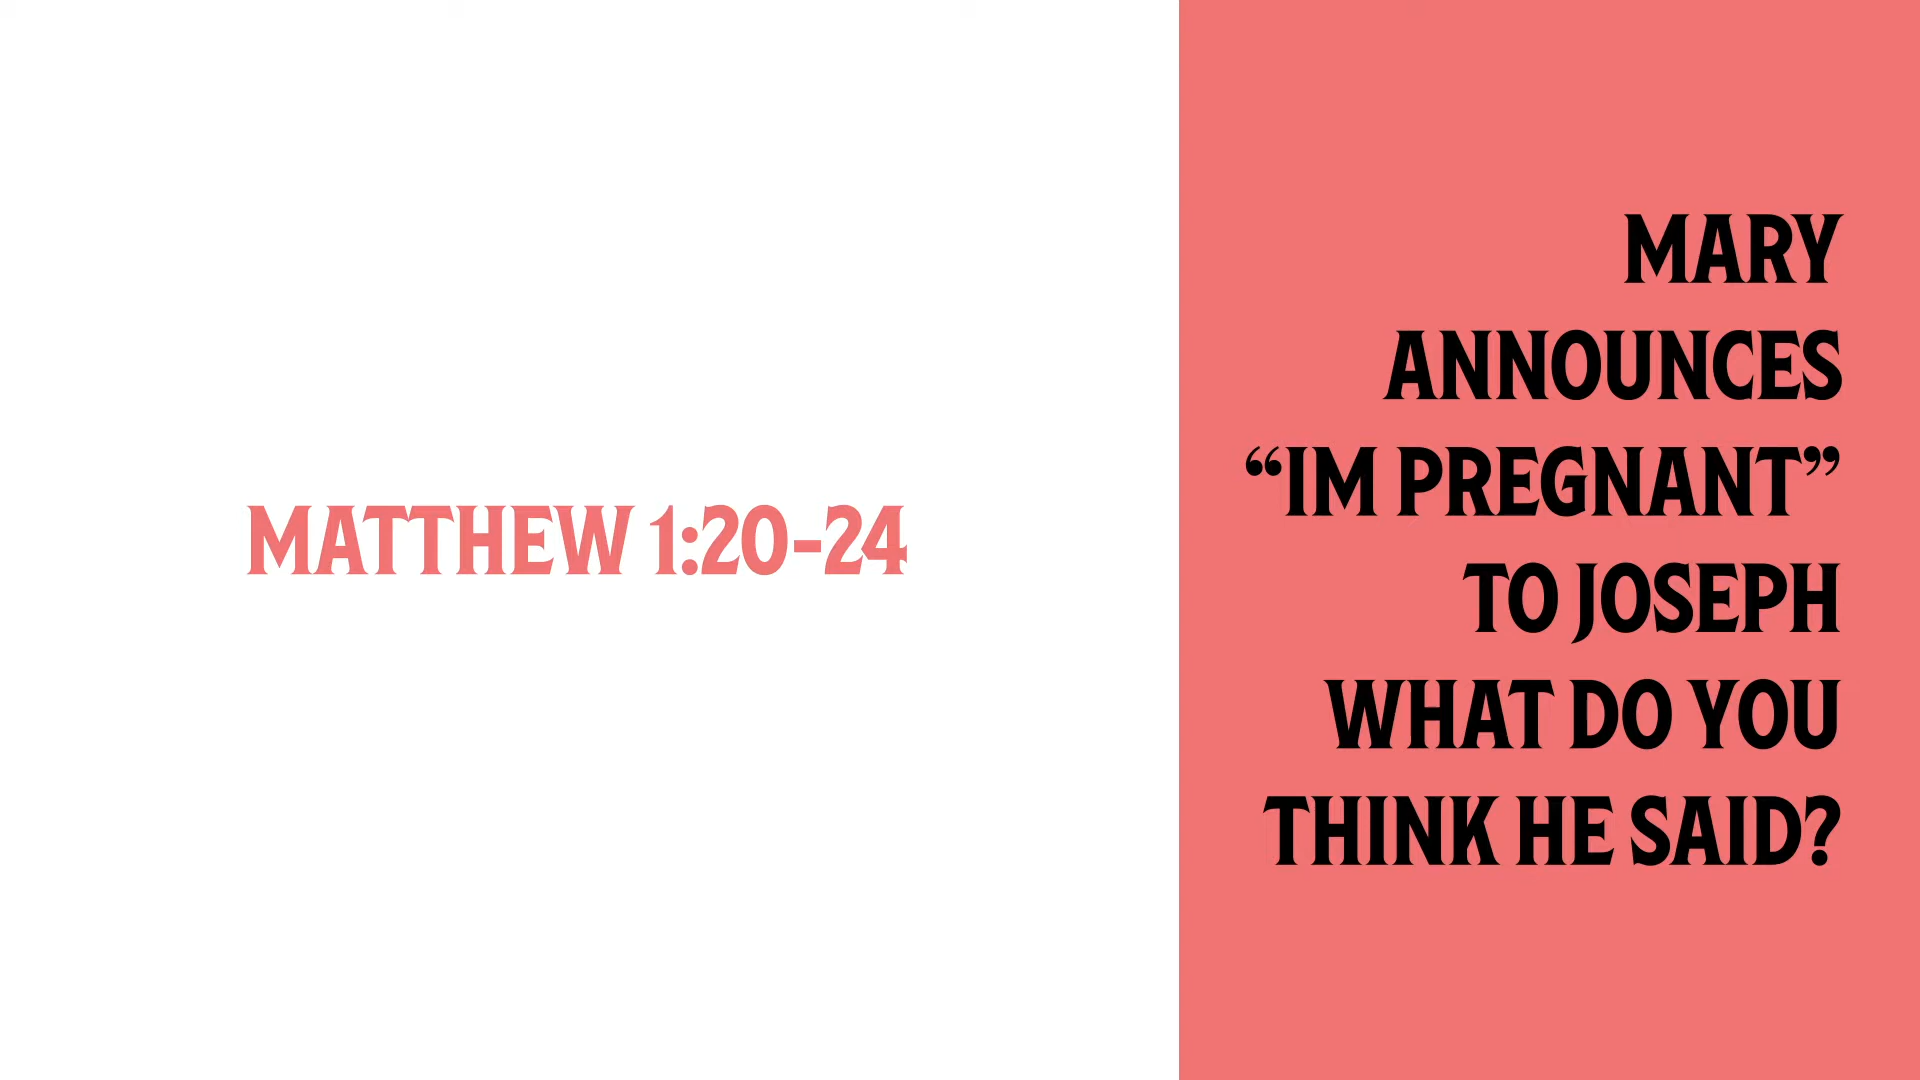 MATTHEW 1:20-24
MARY
ANNOUNCES
“IM PREGNANT”
TO JOSEPH
WHAT DO YOU
THINK HE SAID?